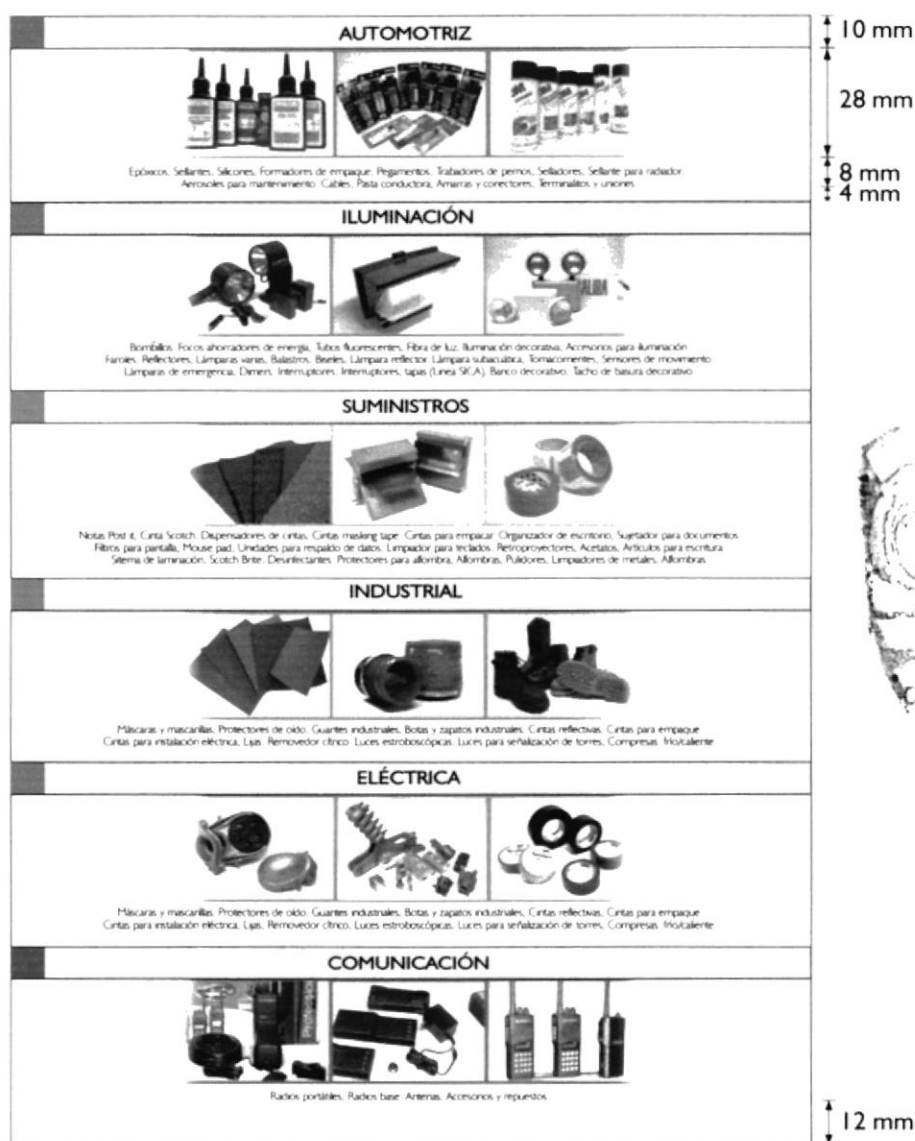 AUTOMOTRIZ
10 mm
28 mm
Epóxicos, Sellantes, Silicones, Formadores de empaque, Pegamentos, Trabadores de pernos, Selladores, Sellante para radiador,
Aerosoles para mantenimiento. Cables, Pasta conductora, Amarras y conectores, Terminalitos y uniones
8 mm
4 mm
ILUMINACIÓN
Bombillos. Focos ahorradores de energía, Tubos fluorescentes, Fibra de luz, Iluminación decorativa, Accesorios para iluminación
Faroles. Reflectores, Lámparas varias, Balastros, Biseles, Lámpara reflector. Lámpara subacuática, Tomacorrientes, Sensores de movimiento
Lámparas de emergencia, Dimers, Interruptores, Interruptores, tapas (Linea SICA). Banco decorativo. Tacho de basura decorativo
SUMINISTROS
Notas Post it, Cinta Scotch. Dispensadores de cintas, Cintas masking tape. Cintas para empacar. Organizador de escritorio, Sujetador para documentos
Filtros para pantalla, Mouse pad, Unidades para respaldo de datos. Limpiador para teclados. Retroproyectores, Acetatos, Artículos para escritura
Sitema de laminación, Scotch Brite. Desinfectantes. Protectores para alfombra, Alfombras, Pulidores, Limpiadores de metales, Alfombras
INDUSTRIAL
Máscaras y mascarillas, Protectores de oído. Guantes industriales, Botas y zapatos industriales, Cintas reflectivas, Cintas para empaque
Cintas para instalación eléctrica, Lijas, Removedor cítrico. Luces estroboscópicas, Luces para señalización de torres, Compresas frío/caliente
ELÉCTRICA
Máscaras y mascarillas, Protectores de oído. Guantes industriales, Botas y zapatos industriales, Cintas reflectivas, Cintas para empaque
Cintas para instalación eléctrica, Lijas, Removedor cítrico. Luces estroboscópicas, Luces para señalización de torres, Compresas frío/caliente
COMUNICACIÓN
Radios portátiles, Radios base. Antenas, Accesorios y repuestos
12 mm